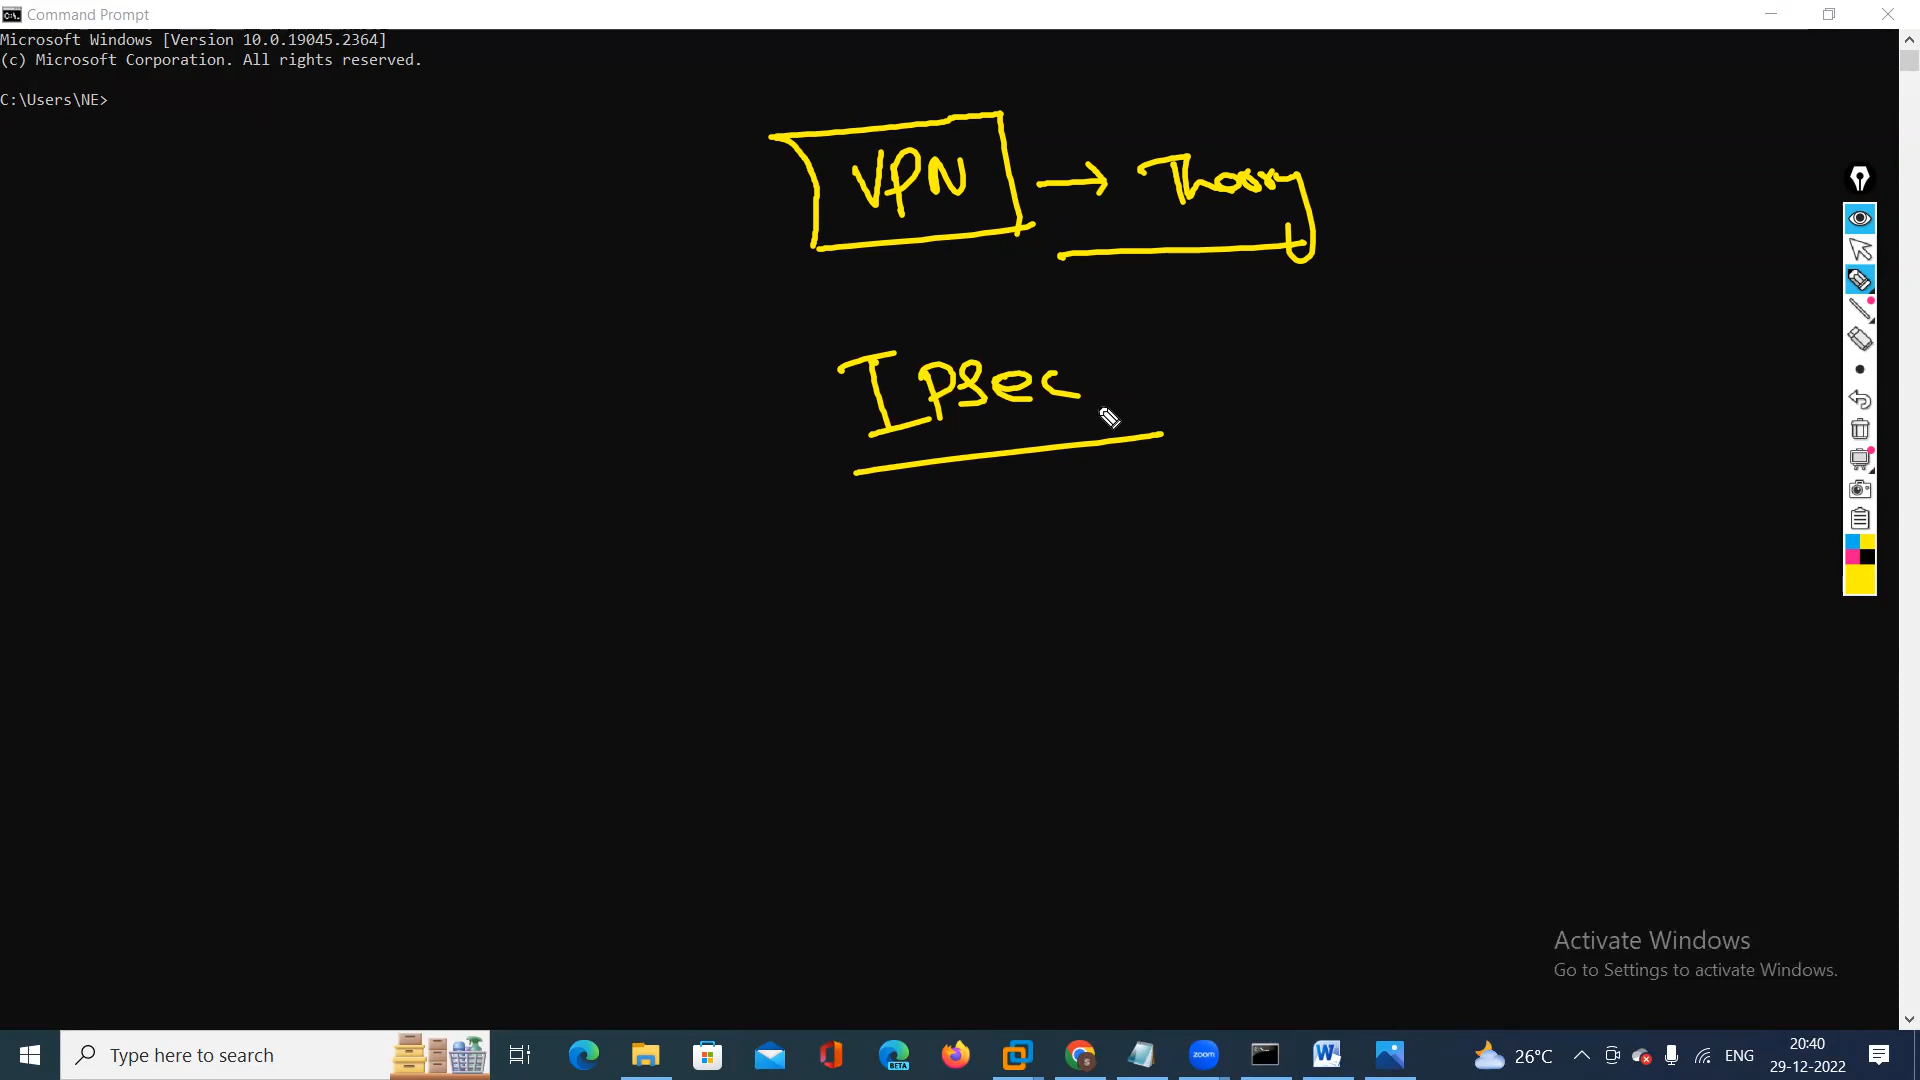 Command Prompt
Microsoft Windows [Version 10.0.19045.2364]
(c) Microsoft Corporation. All rights reserved.
C:\Users\NE>
VPN → Theory
Ipsec
Activate Windows
Go to Settings to activate Windows.
Type here to search
BETA
zoom
26°C
ENG
20:40
29-12-2022